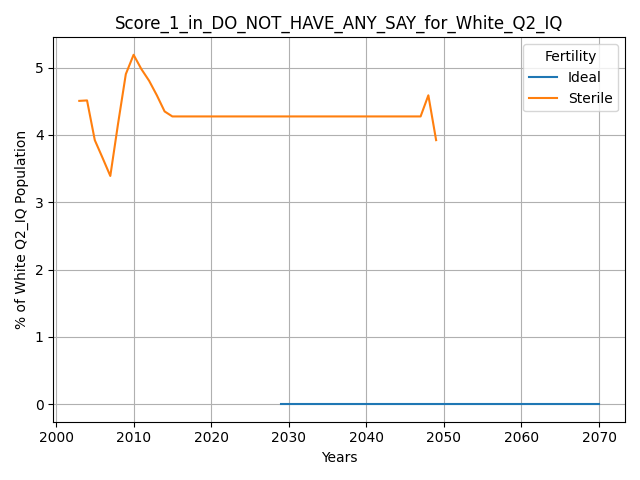 Score_1_in_DO_NOT_HAVE_ANY_SAY_for_White_Q2_IQ
Fertility
Ideal
Sterile
% of White Q2_IQ Population
5
4
3
2
1
0
2000 2010 2020 2030 2040 2050 2060 2070
Years